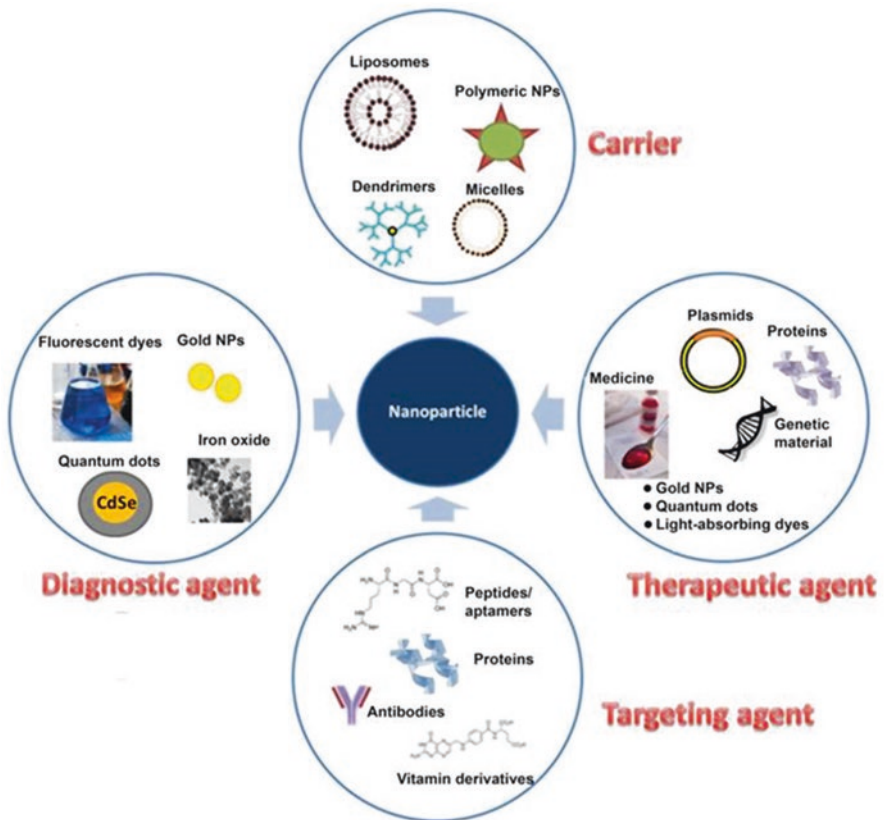 Liposomes
Polymeric NPs
Carrier
Dendrimers
Micelles
Fluorescent dyes
Gold NPs
Iron oxide
Quantum dots
CdSe
Diagnostic agent
Nanoparticle
Plasmids
Proteins
Medicine
Genetic
material
● Gold NPs
● Quantum dots
● Light-absorbing dyes
Therapeutic agent
Peptides/
aptamers
Proteins
Antibodies
Vitamin derivatives
Targeting agent